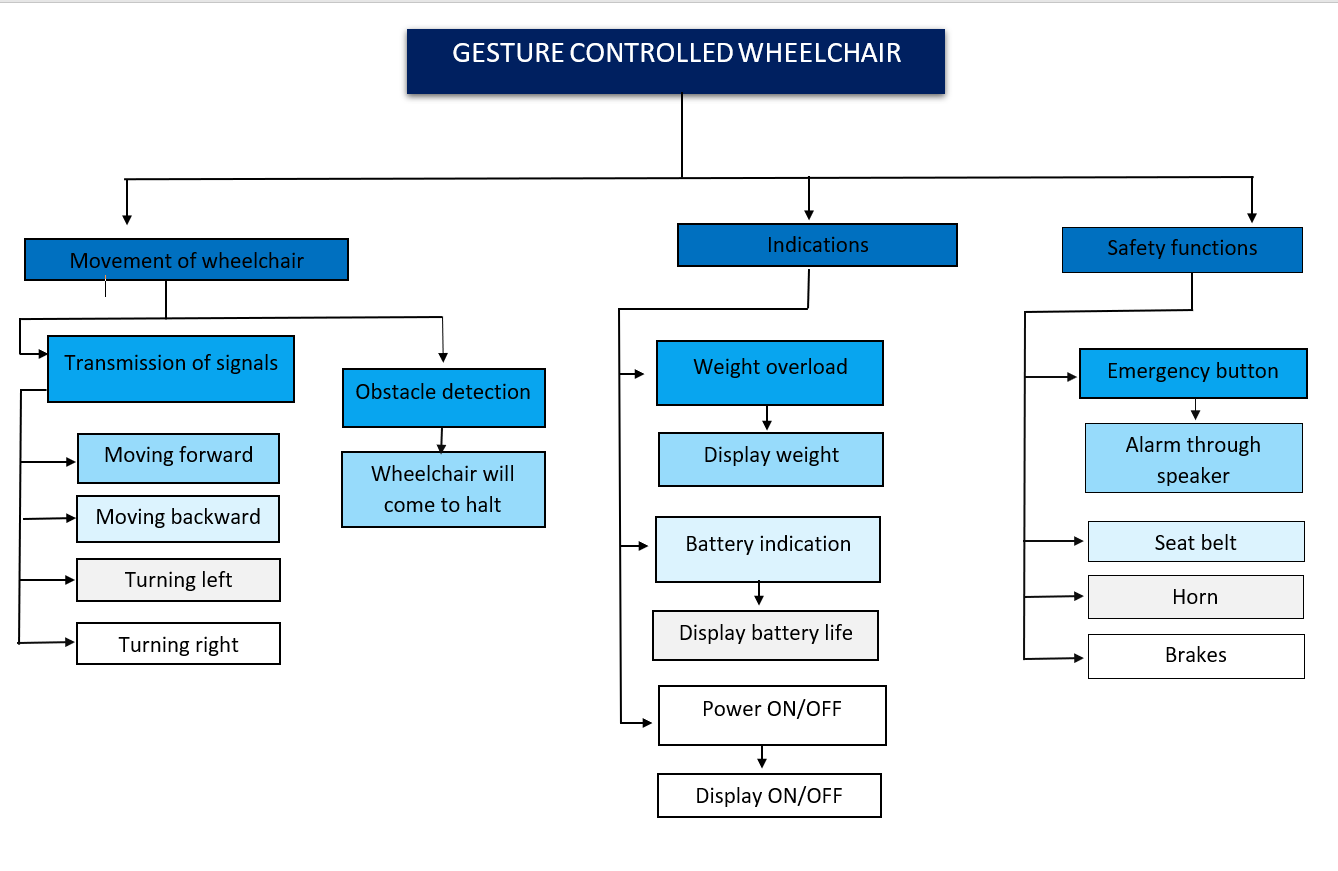 GESTURE CONTROLLED WHEELCHAIR
Movement of wheelchair
Transmission of signals
Moving forward
Moving backward
Turning left
Turning right
Obstacle detection
Wheelchair will
come to halt
Indications
Weight overload
Display weight
Battery indication
Display battery life
Power ON/OFF
Display ON/OFF
Safety functions
Emergency button
Alarm through
speaker
Seat belt
Horn
Brakes